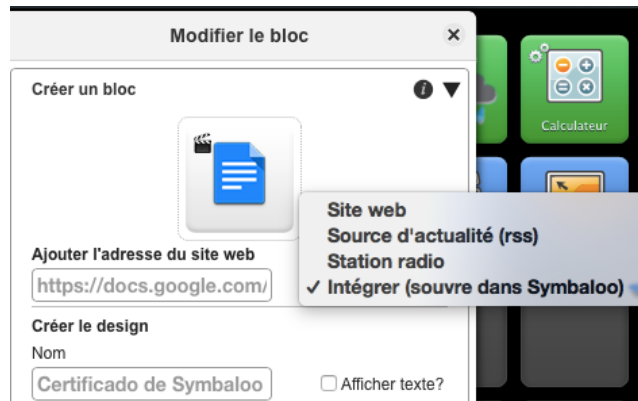 Modifier le bloc
Créer un bloc
Calculateur
Site web
Source d'actualité (rss)
Station radio
Intégrer (souvre dans Symbaloo)
Ajouter l'adresse du site web
https://docs.google.com/
Créer le design
Nom
Certificado de Symbaloo
Afficher texte?